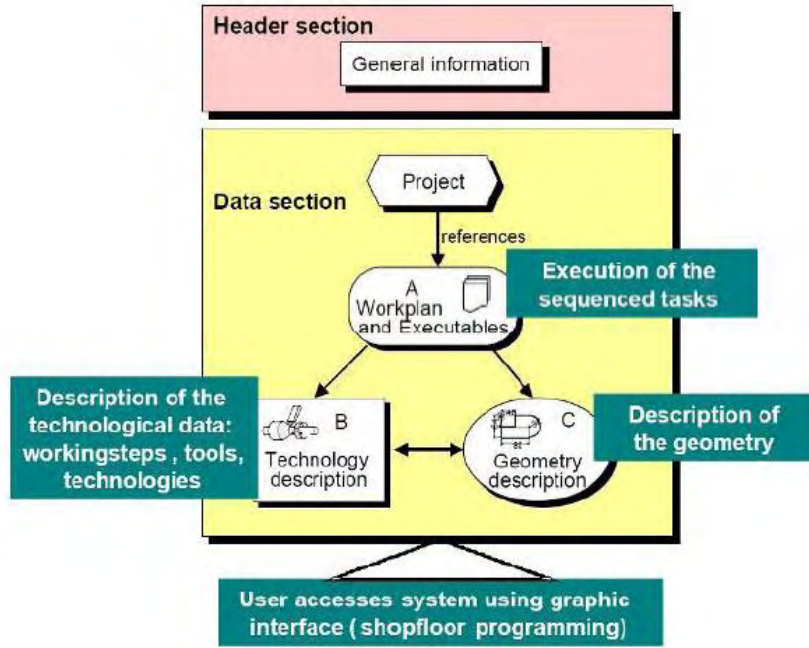 Header section
General information
Project
Data section
references
Execution of the
sequenced tasks
A
Workplan
and Executables
Description of the
technological data:
workingsteps , tools,
technologies
B
Technology
description
C
Geometry
description
Description of
the geometry
User accesses system using graphic
interface ( shopfloor programming)